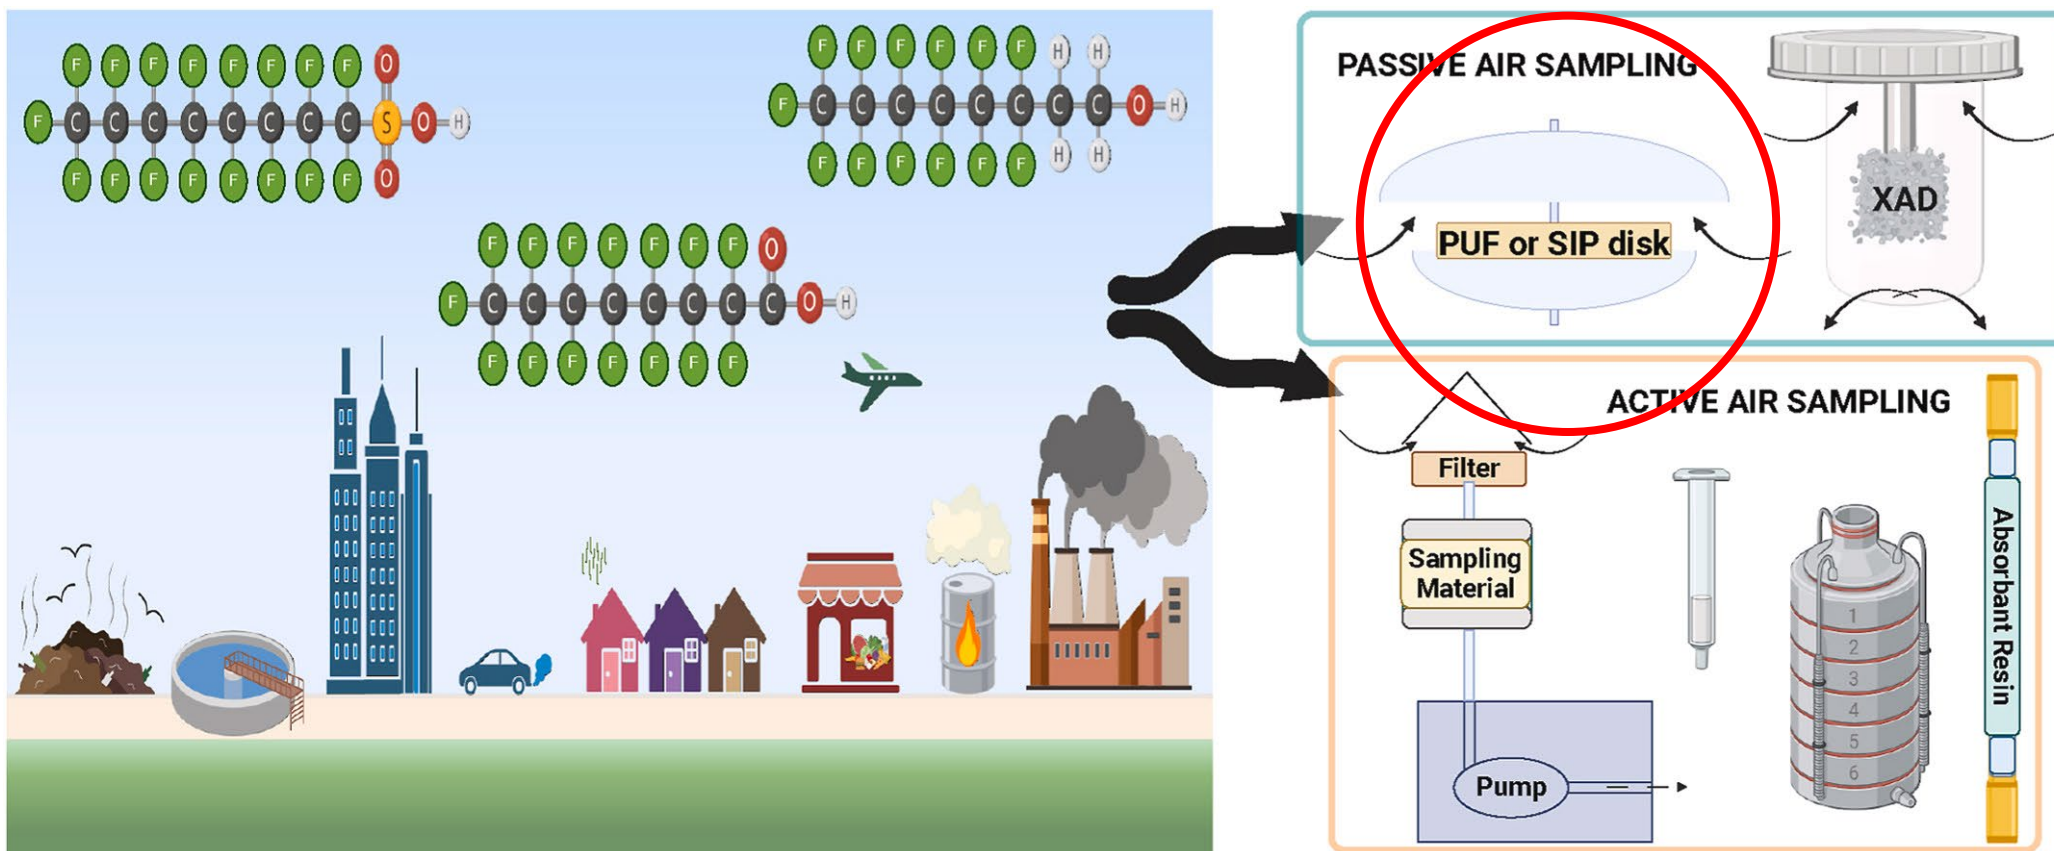 F F F F F F F F O
F C C C C C C C C S O H
F F F F F F F F O
F F F F F F H H
F C C C C C C C C O H
F F F F F F H H
F F F F F F F O
F C C C C C C C C O H
F F F F F F F
PASSIVE AIR SAMPLING
PUF or SIP disk
XAD
ACTIVE AIR SAMPLING
Filter
Sampling
Material
Pump
1
2
3
4
5
6
Absorbant Resin